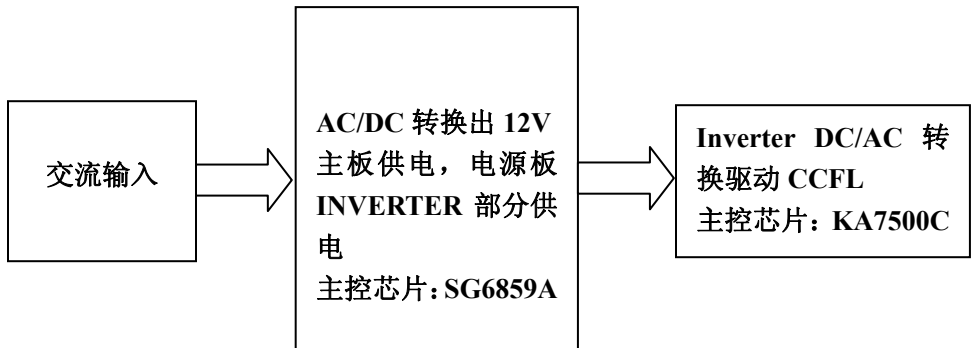 交流输入
AC/DC 转换出 12V
主板供电，电源板
INVERTER 部分供
电
主控芯片：SG6859A
Inverter DC/AC 转
换驱动 CCFL
主控芯片：KA7500C